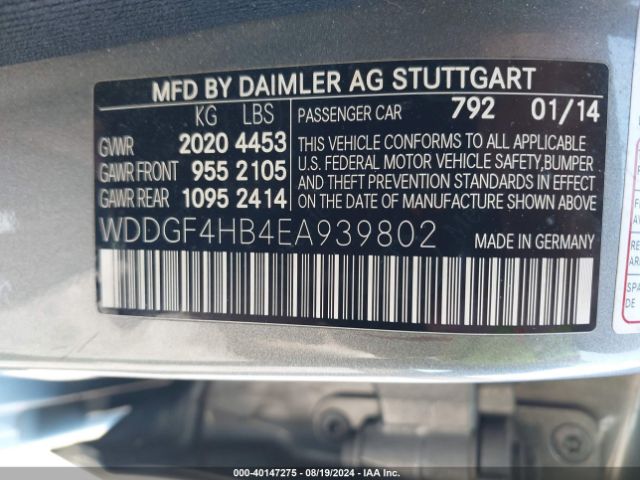 MFD BY DAIMLER AG STUTTGART
KG LBS PASSENGER CAR 792 01/14
GVWR 2020 4453
GAWR FRONT 955 2105
GAWR REAR 1095 2414
THIS VEHICLE CONFORMS TO ALL APPLICABLE
U.S. FEDERAL MOTOR VEHICLE SAFETY,BUMPER
AND THEFT PREVENTION STANDARDS IN EFFECT
ON THE DATE OF MANUFACTURE SHOWN ABOVE
WDDGF4HB4EA939802 MADE IN GERMANY
SPA
DE
000-40147275 - 08/19/2024 - IAA Inc.